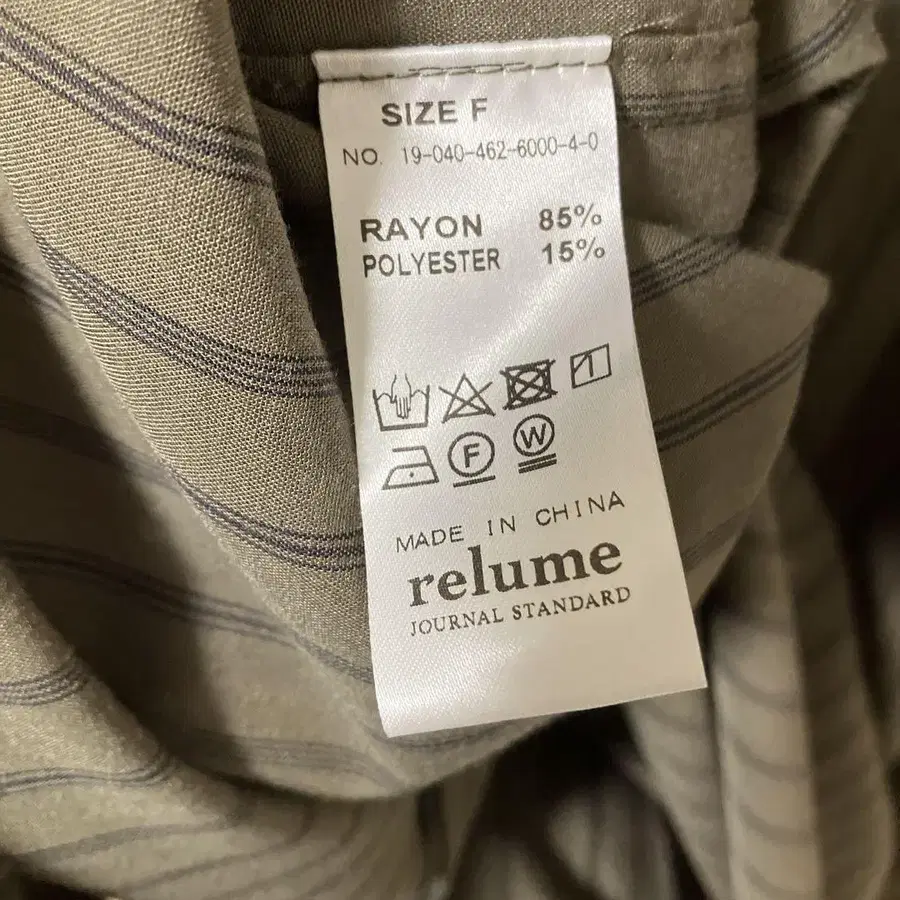 SIZE F
NO. 19-040-462-6000-4-0
RAYON 85%
POLYESTER 15%
F W
MADE IN CHINA
relume
JOURNAL STANDARD